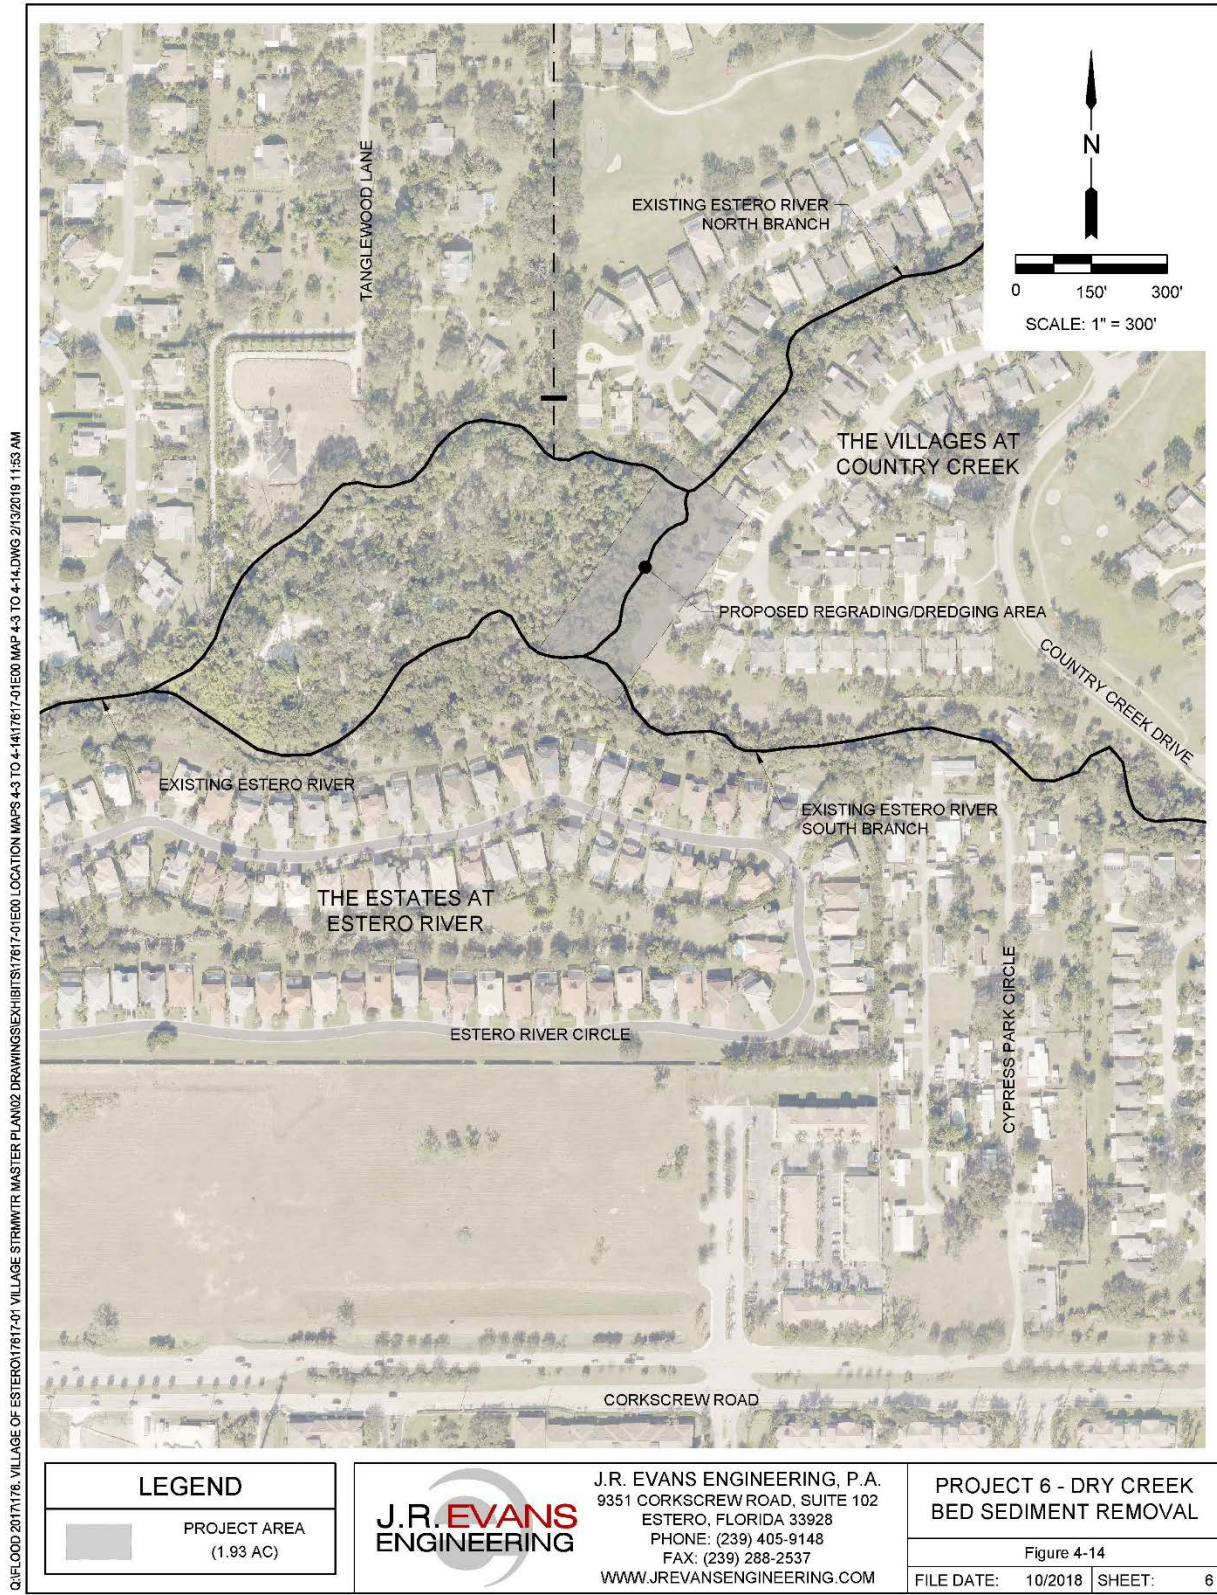 TANGLEWOOD LANE
EXISTING ESTERO RIVER
NORTH BRANCH
N
0 150' 300'
SCALE: 1" = 300'
THE VILLAGES AT
COUNTRY CREEK
PROPOSED REGRADING/DREDGING AREA
COUNTRY CREEK DRIVE
EXISTING ESTERO RIVER
EXISTING ESTERO RIVER
SOUTH BRANCH
THE ESTATES AT
ESTERO RIVER
ESTERO RIVER CIRCLE
CYPRESS PARK CIRCLE
CORKSCREW ROAD
Q:\FLOOD 2017\176. VILLAGE OF ESTERO\17617-01 VILLAGE STRMWTR MASTER PLAN\02 DRAWINGS\EXHIBITS\17617-01E00 LOCATION MAPS 4-3 TO 4-14\17617-01E00 MAP 4-3 TO 4-14.DWG 2/13/2019 11:53 AM
LEGEND
PROJECT AREA
(1.93 AC)
J.R. EVANS
ENGINEERING
J.R. EVANS ENGINEERING, P.A.
9351 CORKSCREW ROAD, SUITE 102
ESTERO, FLORIDA 33928
PHONE: (239) 405-9148
FAX: (239) 288-2537
WWW.JREVANSENGINEERING.COM
PROJECT 6 - DRY CREEK
BED SEDIMENT REMOVAL
Figure 4-14
FILE DATE: 10/2018 SHEET: 6